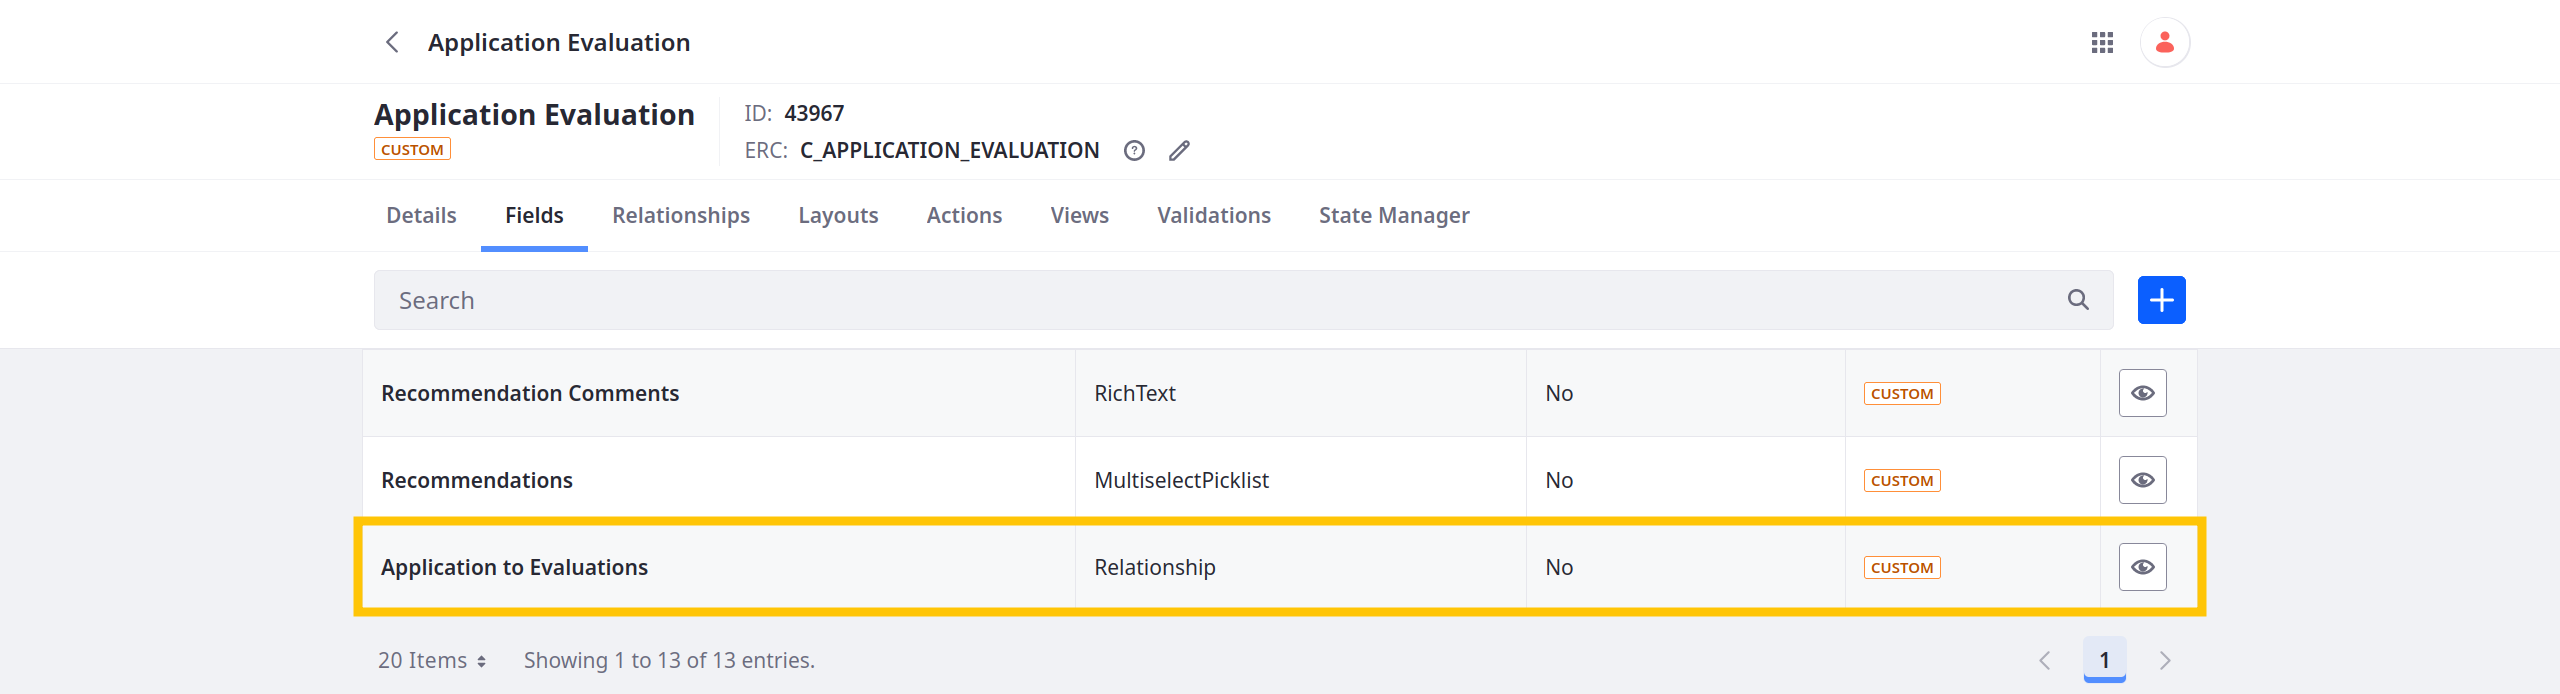 Application Evaluation
Application Evaluation
CUSTOM
ID: 43967
ERC: C_APPLICATION_EVALUATION
Details Fields Relationships Layouts Actions Views Validations State Manager
Search
Recommendation Comments RichText No CUSTOM
Recommendations MultiselectPicklist No CUSTOM
Application to Evaluations Relationship No CUSTOM
20 Items Showing 1 to 13 of 13 entries. 1